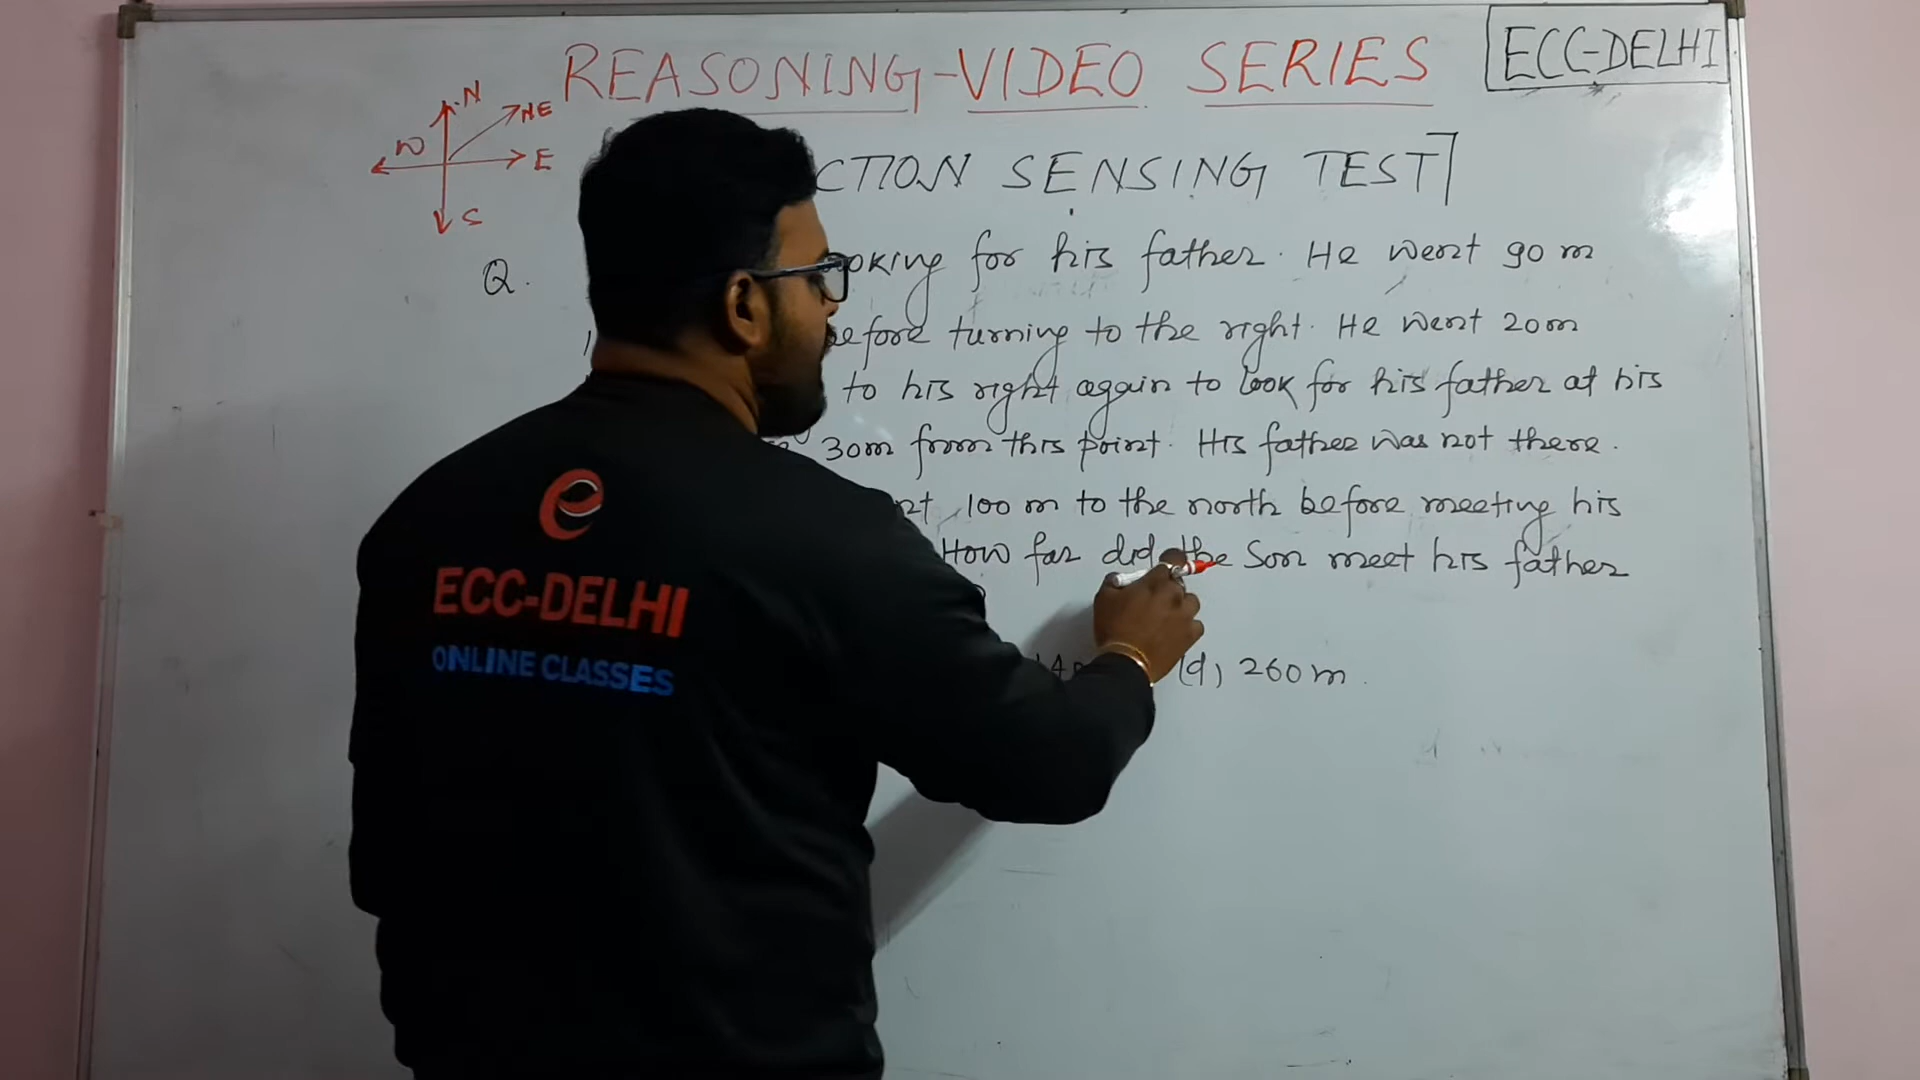 REASONING-VIDEO SERIES
ECC-DELHI
N
NE
W
E
S
CTION SENSING TEST
Q. ooking for his father. He went 90 m
efore turning to the right. He went 20m
to his right again to look for his father at his
30m from this point. His father was not there.
nt 100 m to the north before meeting his
How far did the Son meet his father
(d) 260 m.
e
ECC-DELHI
ONLINE CLASSES